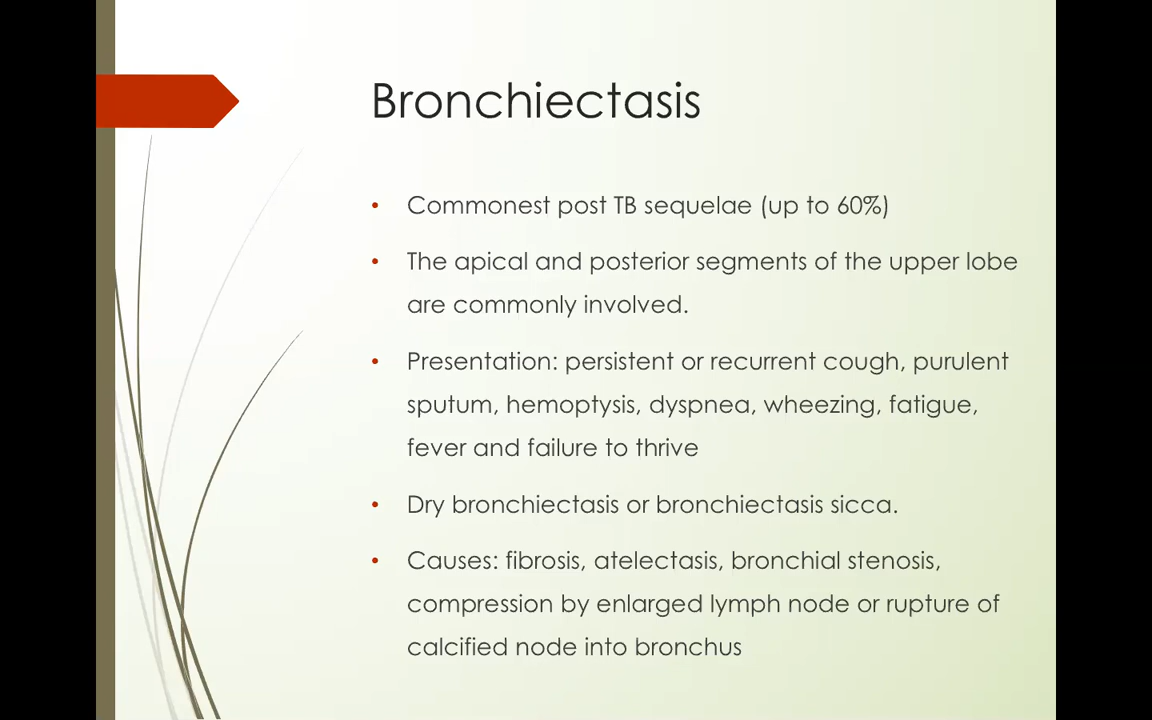 Bronchiectasis
• Commonest post TB sequelae (up to 60%)
• The apical and posterior segments of the upper lobe
are commonly involved.
• Presentation: persistent or recurrent cough, purulent
sputum, hemoptysis, dyspnea, wheezing, fatigue,
fever and failure to thrive
• Dry bronchiectasis or bronchiectasis sicca.
• Causes: fibrosis, atelectasis, bronchial stenosis,
compression by enlarged lymph node or rupture of
calcified node into bronchus